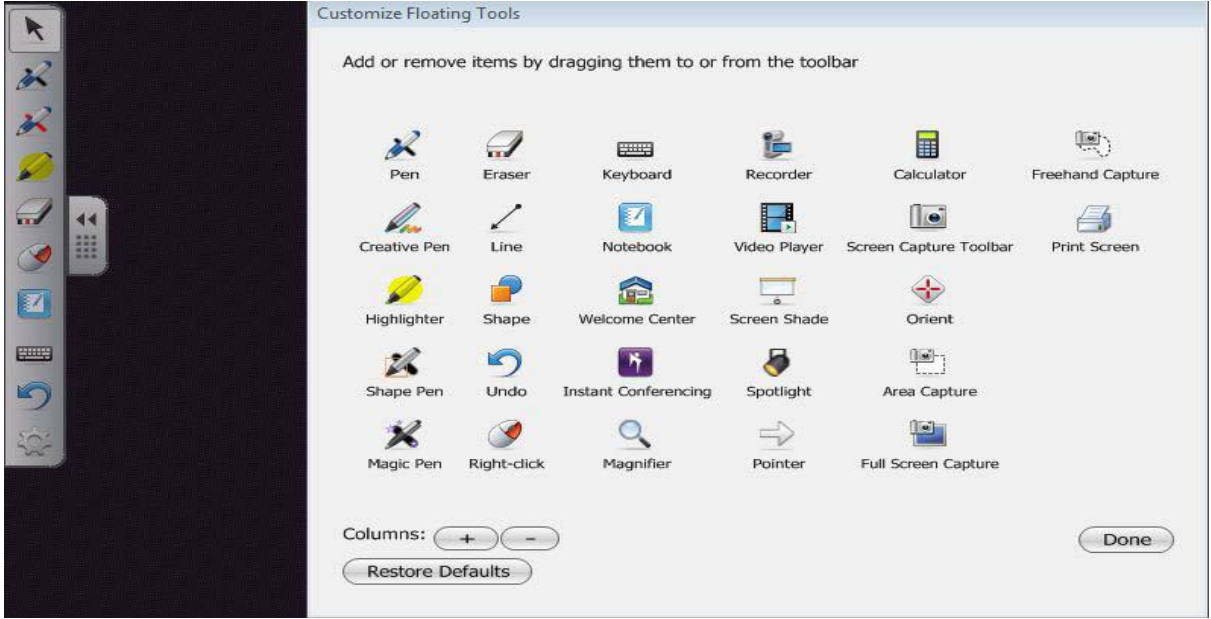 Customize Floating Tools
Add or remove items by dragging them to or from the toolbar
Pen Eraser Keyboard Recorder Calculator Freehand Capture
Creative Pen Line Notebook Video Player Screen Capture Toolbar Print Screen
Highlighter Shape Welcome Center Screen Shade Orient
Shape Pen Undo Instant Conferencing Spotlight Area Capture
Magic Pen Right-click Magnifier Pointer Full Screen Capture
Columns: + -
Done
Restore Defaults